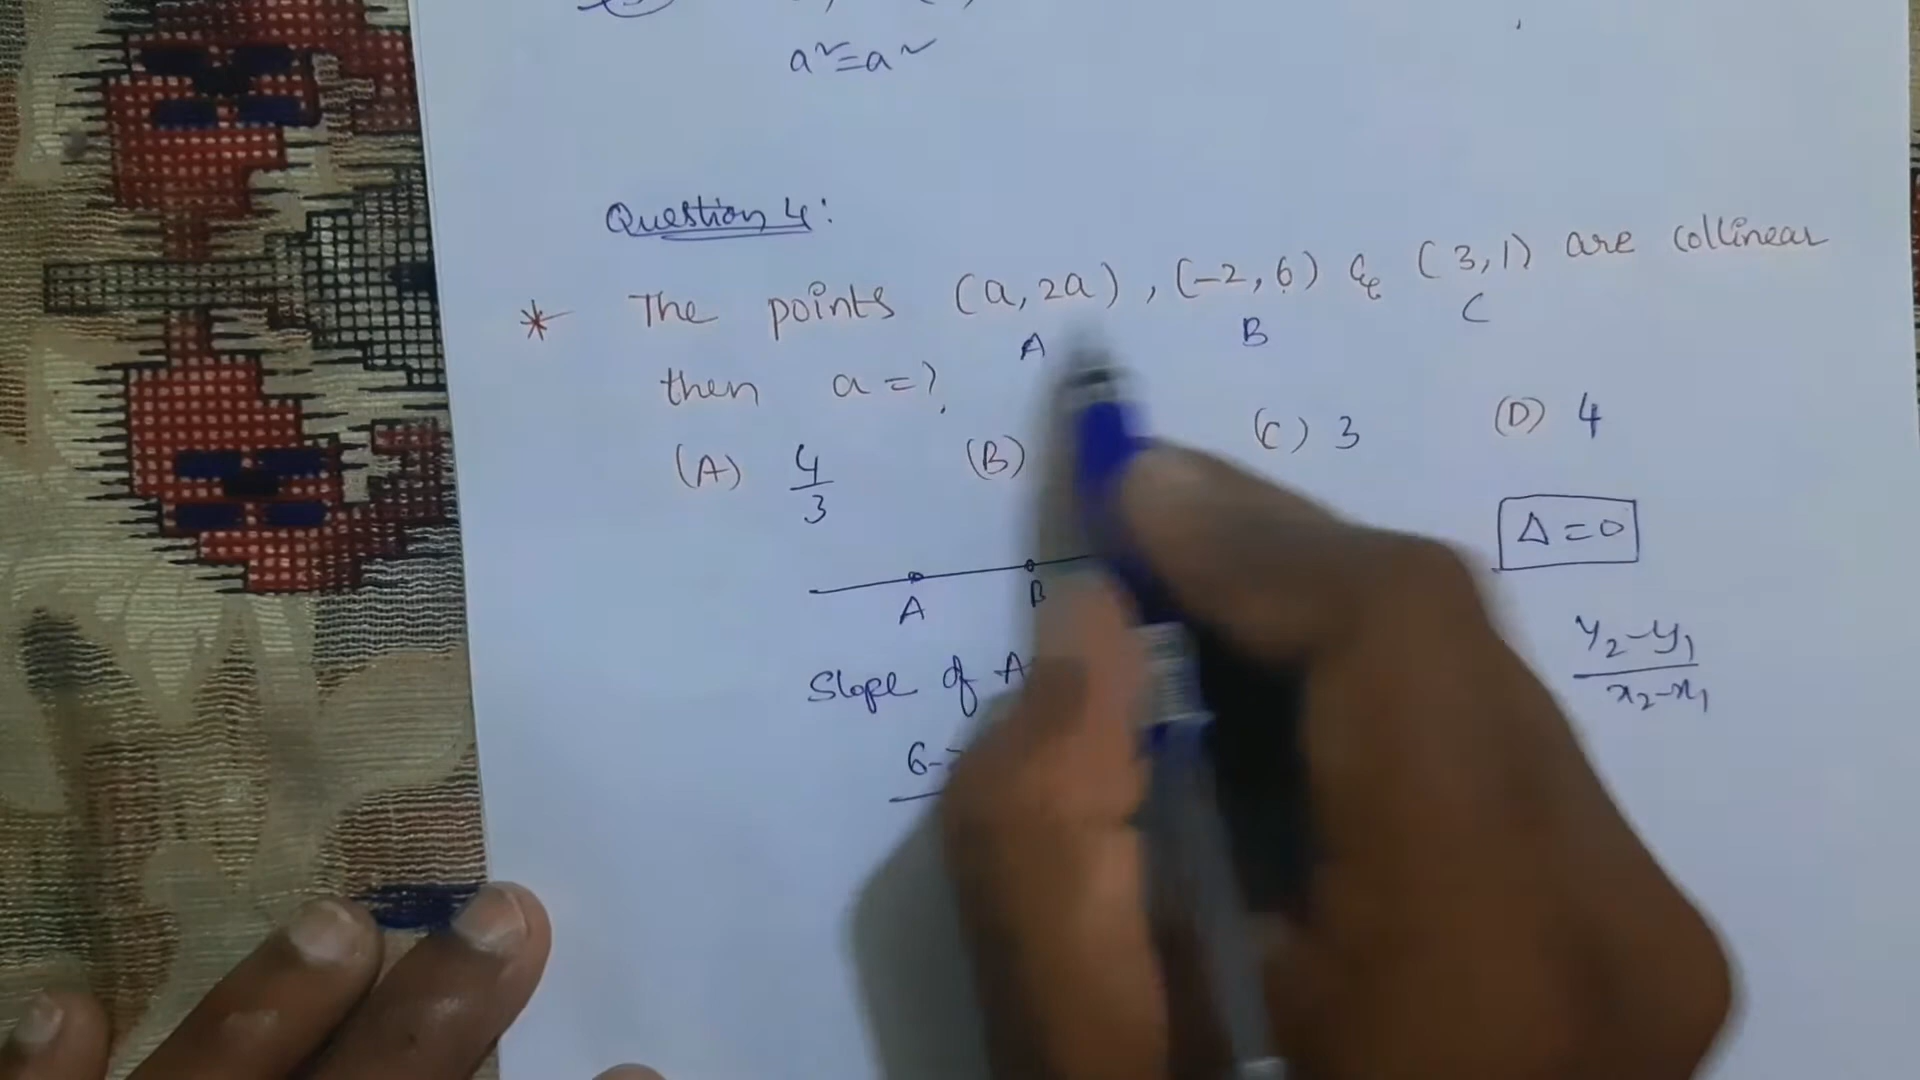 a²=a²
Question 4:
* The points (a,2a), (-2,6) & (3,1) are collinear
A B C
then a=?
(A) 4/3 (B) (C) 3 (D) 4
Δ=0
A B
y₂-y₁/x₂-x₁
Slope of A
6-